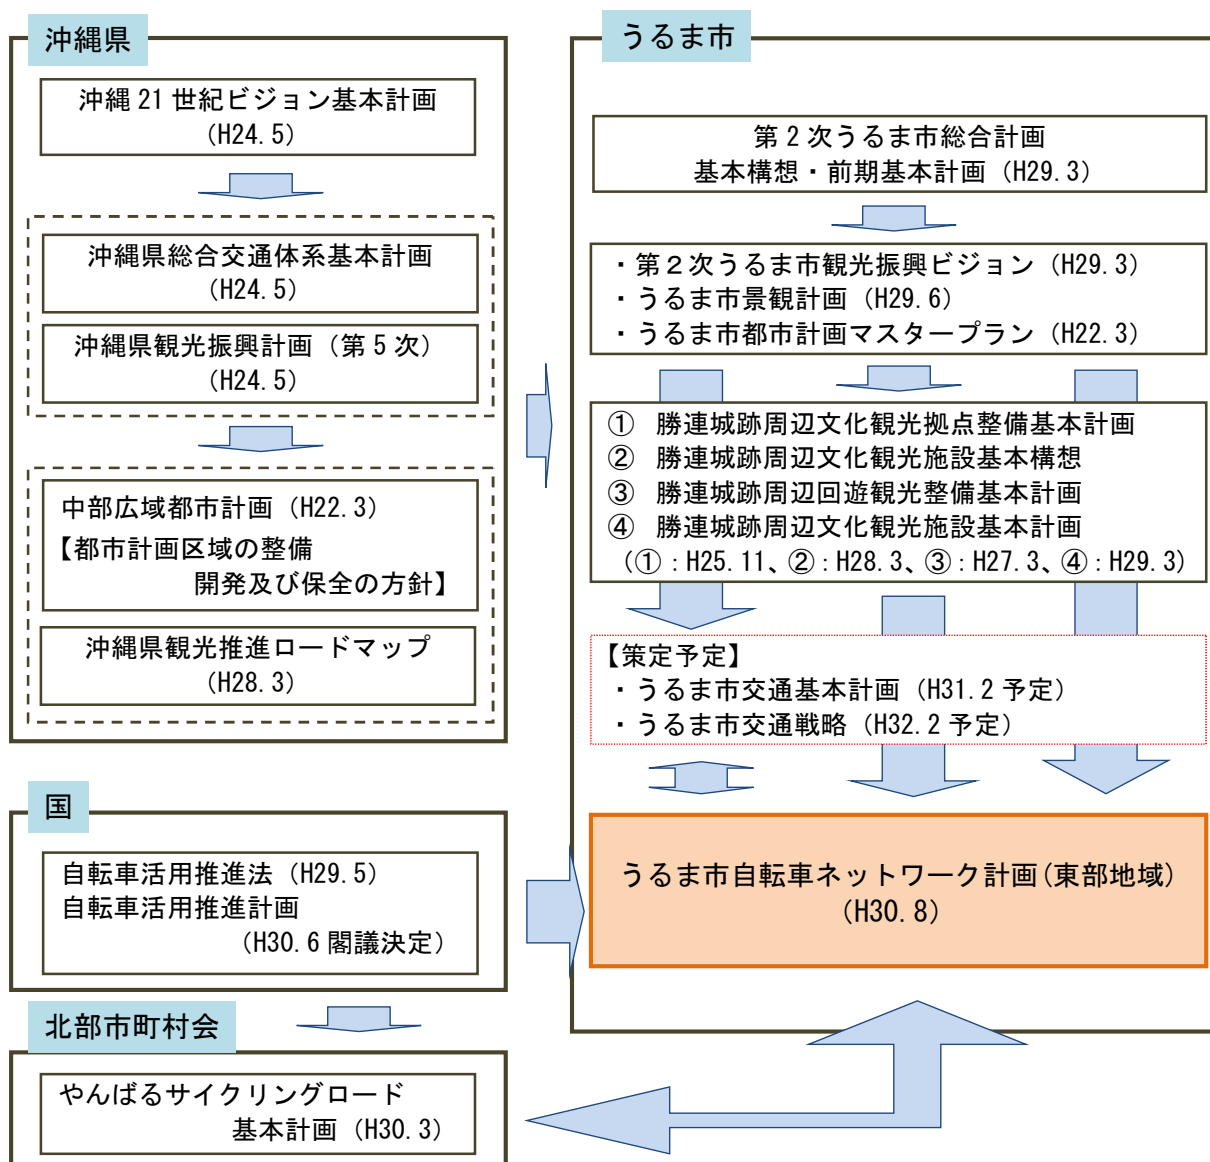 沖縄県
沖縄21世紀ビジョン基本計画
（H24.5）
沖縄県総合交通体系基本計画
（H24.5）
沖縄県観光振興計画（第5次）
（H24.5）
中部広域都市計画（H22.3）
【都市計画区域の整備
開発及び保全の方針】
沖縄県観光推進ロードマップ
（H28.3）
国
自転車活用推進法（H29.5）
自転車活用推進計画
（H30.6閣議決定）
北部市町村会
やんばるサイクリングロード
基本計画（H30.3）
うるま市
第2次うるま市総合計画
基本構想・前期基本計画（H29.3）
・第２次うるま市観光振興ビジョン（H29.3）
・うるま市景観計画（H29.6）
・うるま市都市計画マスタープラン（H22.3）
① 勝連城跡周辺文化観光拠点整備基本計画
② 勝連城跡周辺文化観光施設基本構想
③ 勝連城跡周辺回遊観光整備基本計画
④ 勝連城跡周辺文化観光施設基本計画
（①：H25.11、②：H28.3、③：H27.3、④：H29.3）
【策定予定】
・うるま市交通基本計画（H31.2予定）
・うるま市交通戦略（H32.2予定）
うるま市自転車ネットワーク計画(東部地域)
（H30.8）